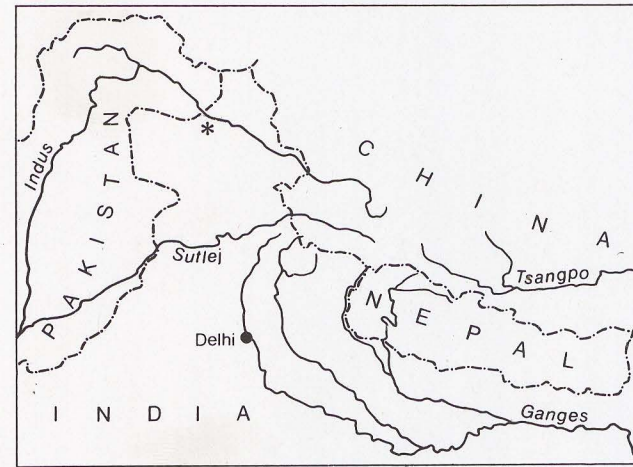 CHINA
Indus
PAKISTAN
*
Sutlej
Tsangpo
NEPAL
Delhi
Ganges
INDIA